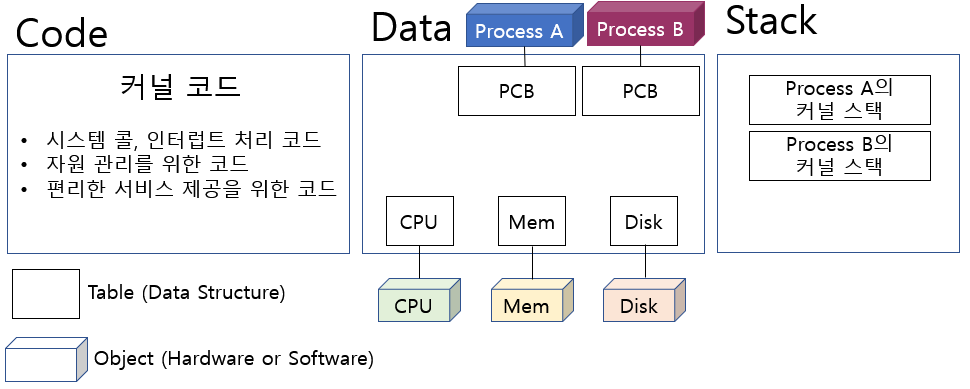 Code
Data
Process A
Process B
Stack
커널 코드
• 시스템 콜, 인터럽트 처리 코드
• 자원 관리를 위한 코드
• 편리한 서비스 제공을 위한 코드
PCB
PCB
CPU
Mem
Disk
CPU
Mem
Disk
Process A의
커널 스택
Process B의
커널 스택
Table (Data Structure)
Object (Hardware or Software)